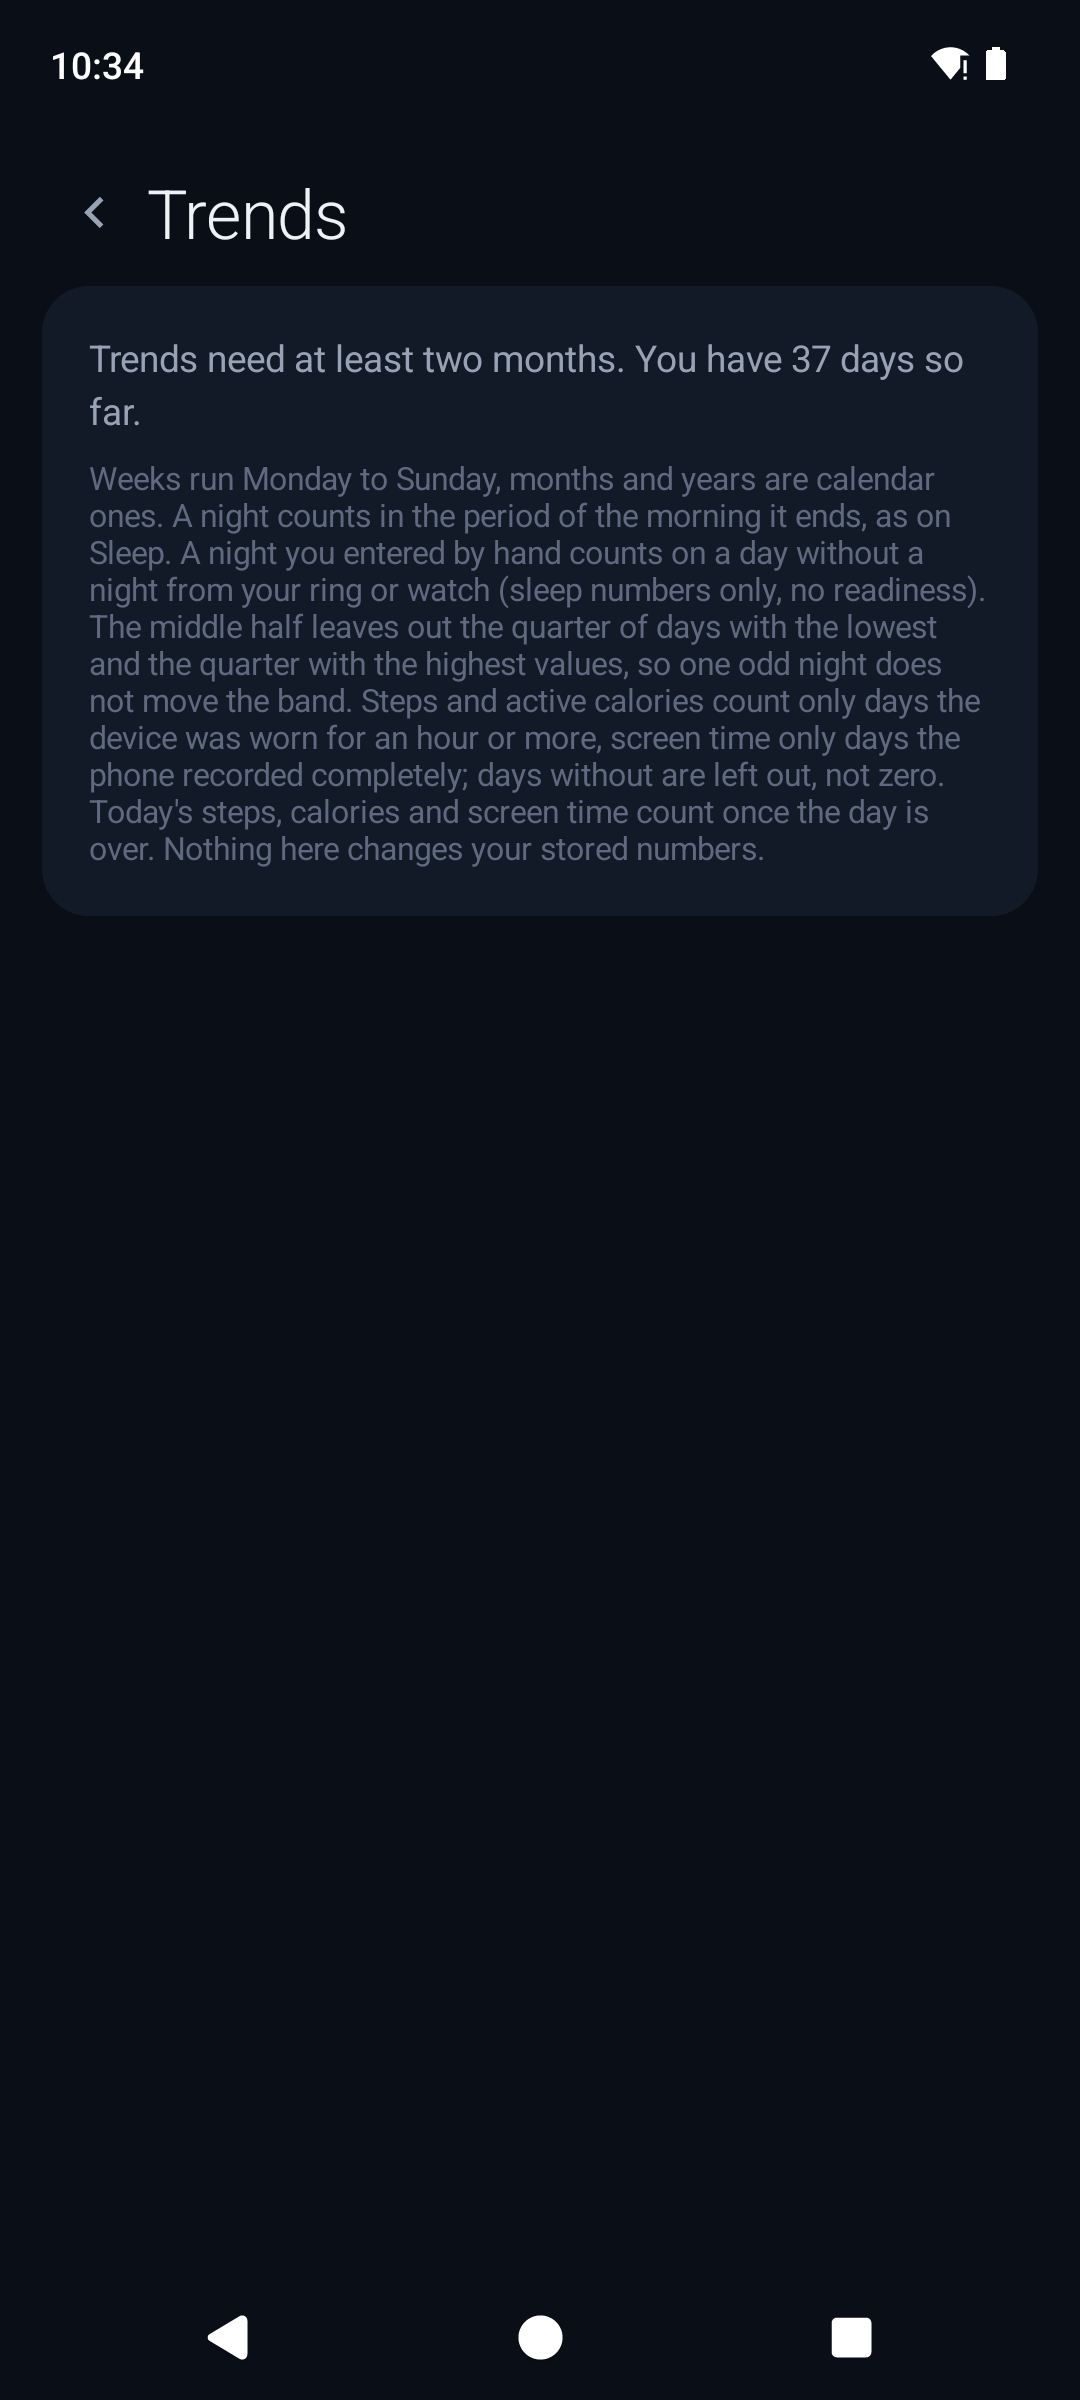 10:34
Trends
Trends need at least two months. You have 37 days so
far.
Weeks run Monday to Sunday, months and years are calendar
ones. A night counts in the period of the morning it ends, as on
Sleep. A night you entered by hand counts on a day without a
night from your ring or watch (sleep numbers only, no readiness).
The middle half leaves out the quarter of days with the lowest
and the quarter with the highest values, so one odd night does
not move the band. Steps and active calories count only days the
device was worn for an hour or more, screen time only days the
phone recorded completely; days without are left out, not zero.
Today's steps, calories and screen time count once the day is
over. Nothing here changes your stored numbers.